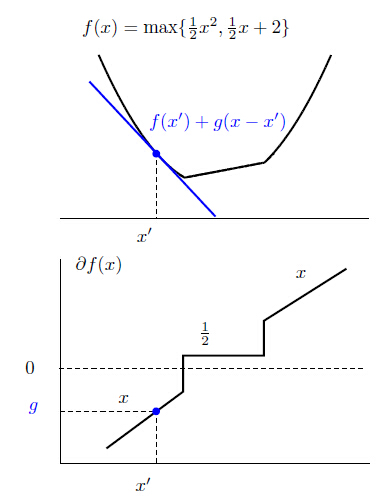 f(x) = max{½x², ½x + 2}
f(x′) + g(x − x′)
x′
∂f(x)
x
½
0
x
g
x′